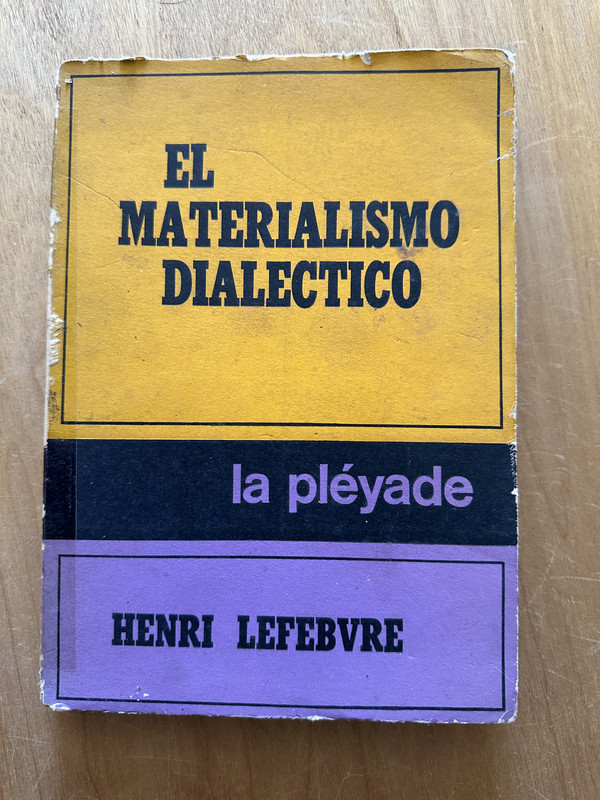 EL
MATERIALISMO
DIALECTICO
la pléyade
HENRI LEFEBVRE